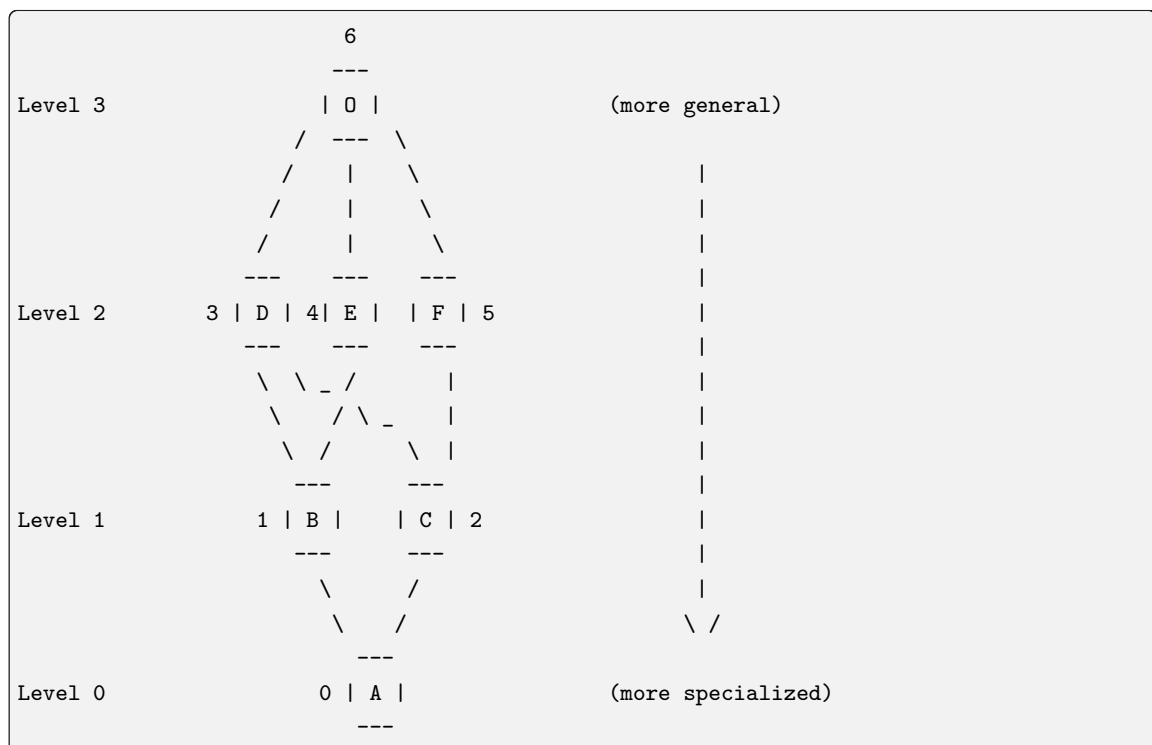 6
                            ---
Level 3                    | O |                    (more general)
                         /  ---  \
                        /    |    \                         |
                       /     |     \                        |
                      /      |      \                       |
                     ---    ---    ---                      |
Level 2           3 | D | 4| E |  | F | 5                   |
                     ---    ---    ---                      |
                      \  \ _ /        |                     |
                       \    / \ _     |                     |
                        \  /       \  |                     |
                         ---      ---                       |
Level 1               1 | B |    | C | 2                    |
                         ---      ---                       |
                           \       /                        |
                            \     /                        \ /
                              ---
Level 0                    0 | A |                  (more specialized)
                              ---